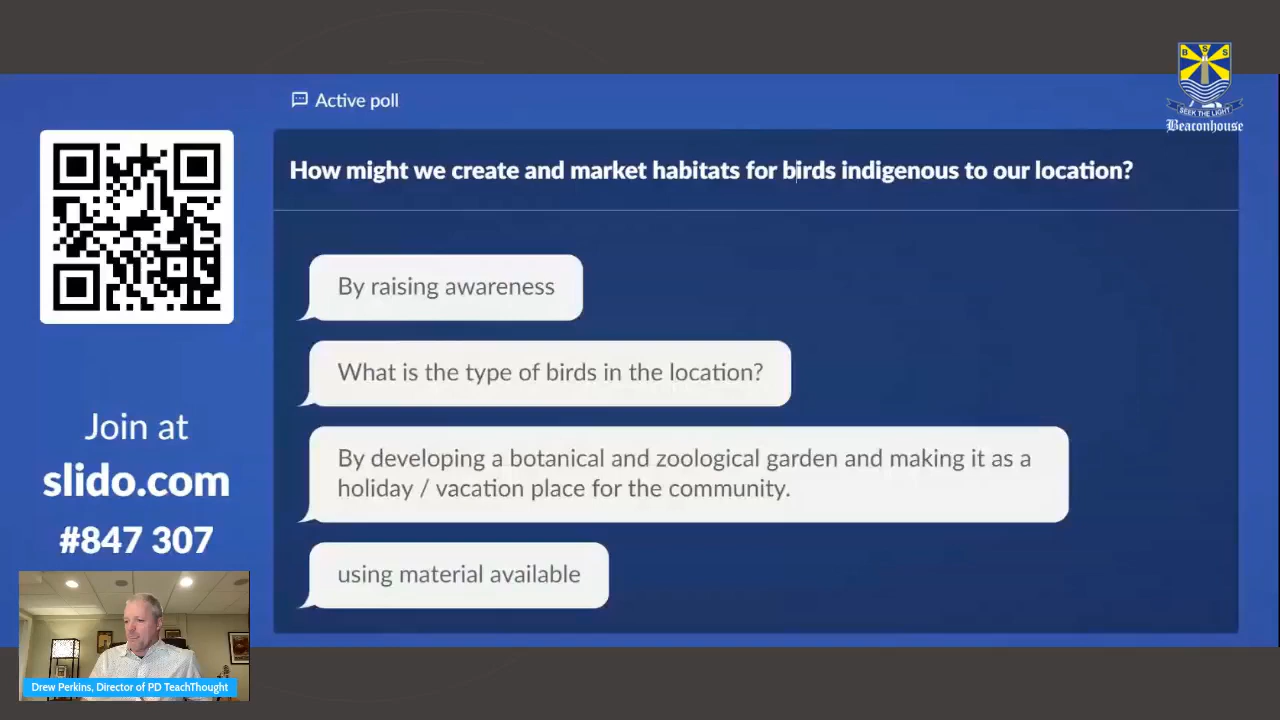 Active poll
B S S
SEEK THE LIGHT
Beaconhouse
How might we create and market habitats for birds indigenous to our location?
By raising awareness
What is the type of birds in the location?
By developing a botanical and zoological garden and making it as a
holiday / vacation place for the community.
using material available
Join at
slido.com
#847 307
Drew Perkins, Director of PD TeachThought